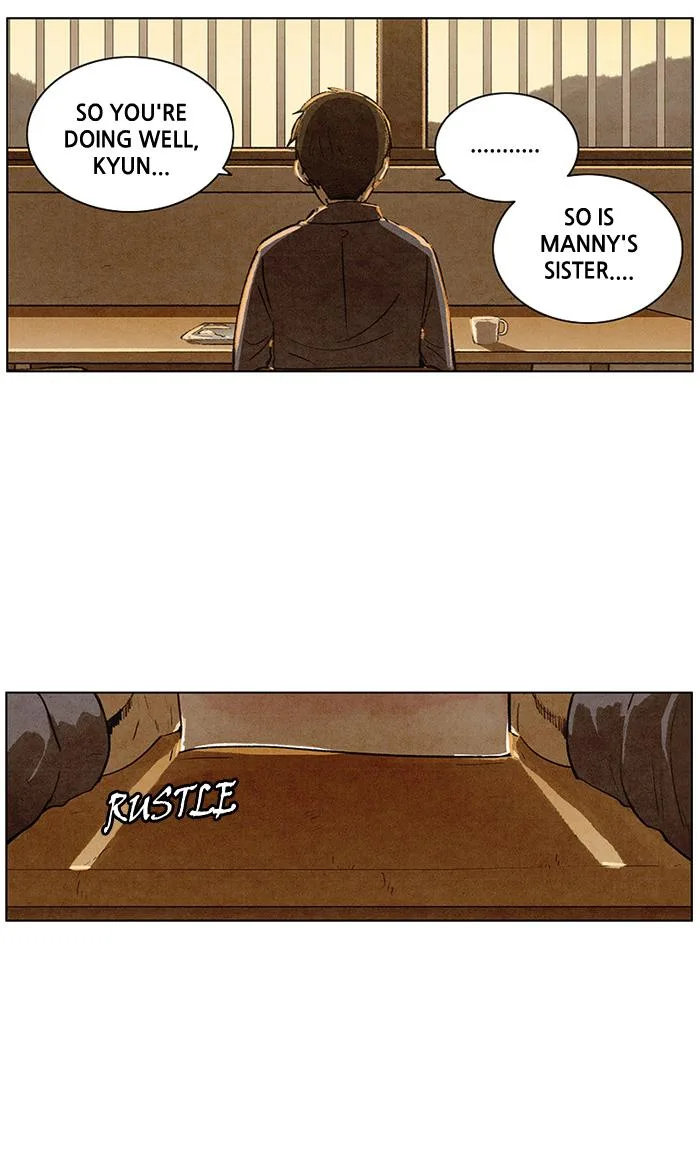 SO YOU'RE
DOING WELL,
KYUN...
...........
SO IS
MANNY'S
SISTER....
RUSTLE